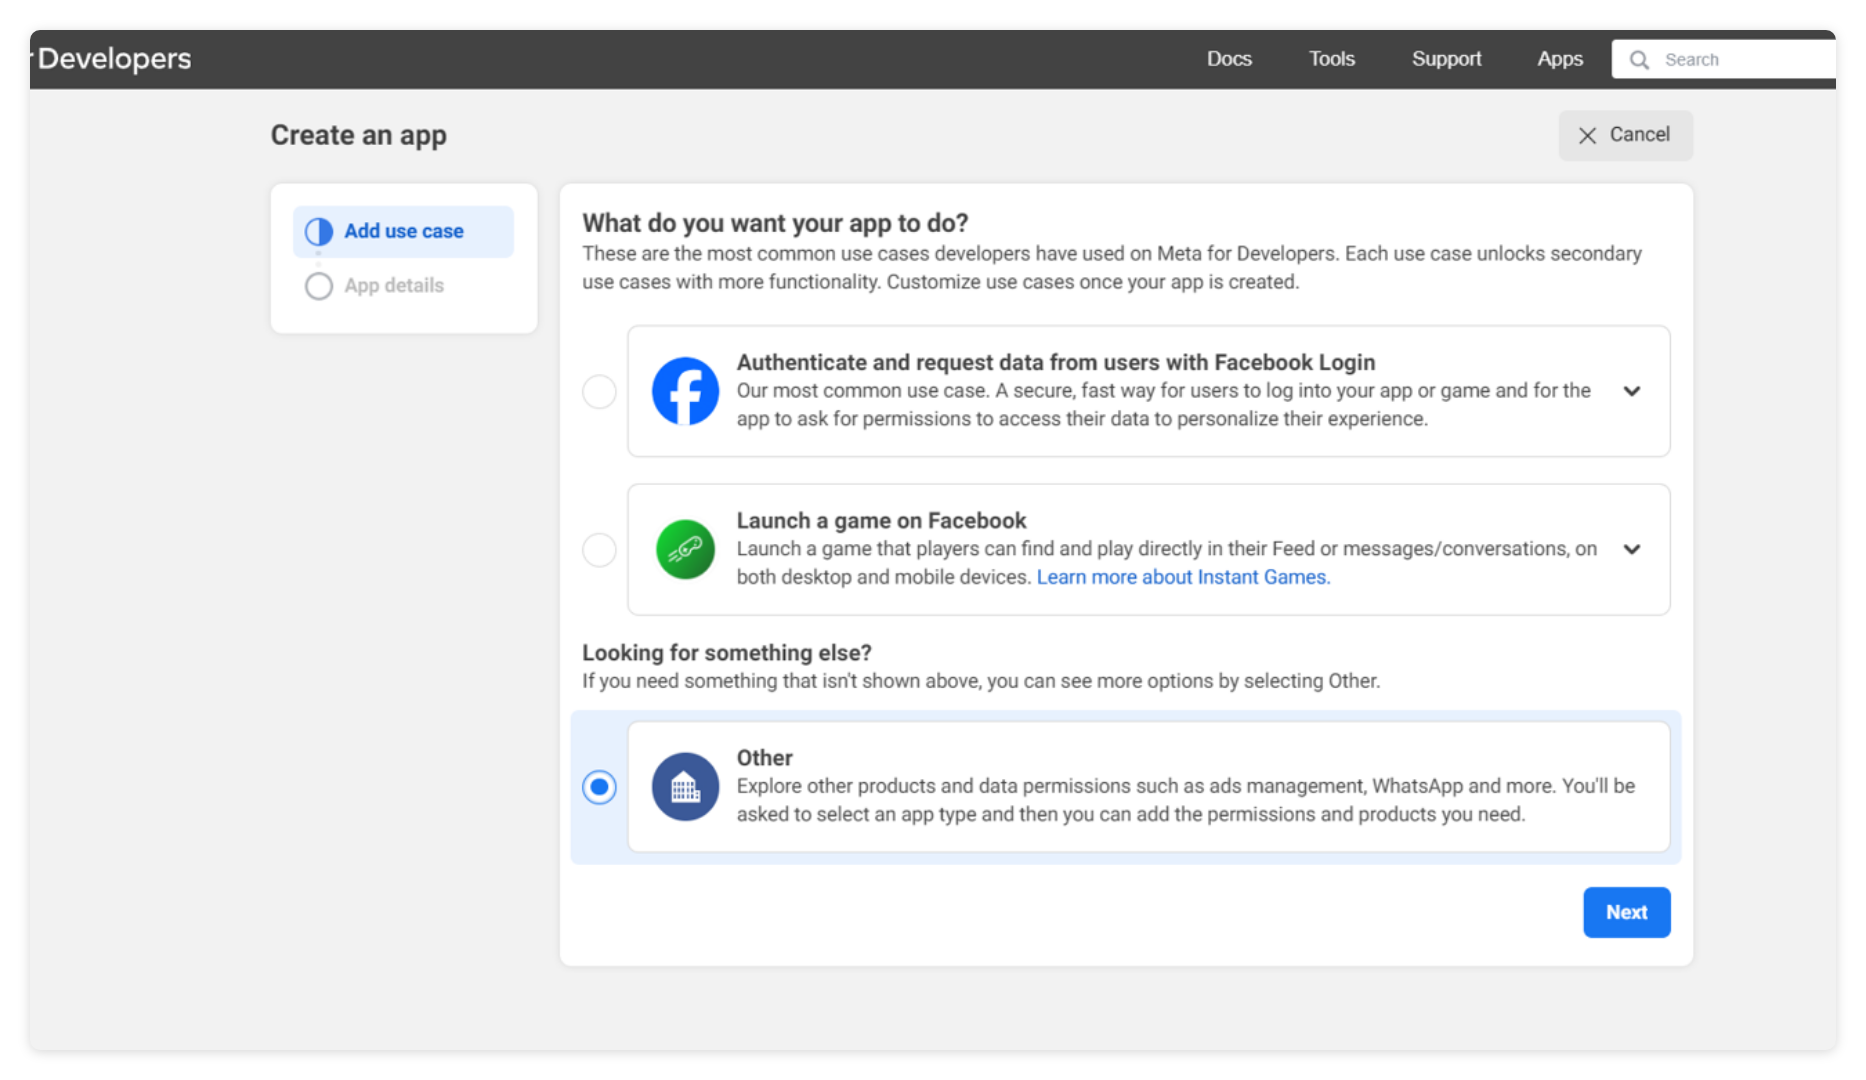 Developers
Docs
Tools
Support
Apps
Search
Create an app
Cancel
Add use case
App details
What do you want your app to do?
These are the most common use cases developers have used on Meta for Developers. Each use case unlocks secondary
use cases with more functionality. Customize use cases once your app is created.
Authenticate and request data from users with Facebook Login
Our most common use case. A secure, fast way for users to log into your app or game and for the
app to ask for permissions to access their data to personalize their experience.
Launch a game on Facebook
Launch a game that players can find and play directly in their Feed or messages/conversations, on
both desktop and mobile devices. Learn more about Instant Games.
Looking for something else?
If you need something that isn't shown above, you can see more options by selecting Other.
Other
Explore other products and data permissions such as ads management, WhatsApp and more. You'll be
asked to select an app type and then you can add the permissions and products you need.
Next